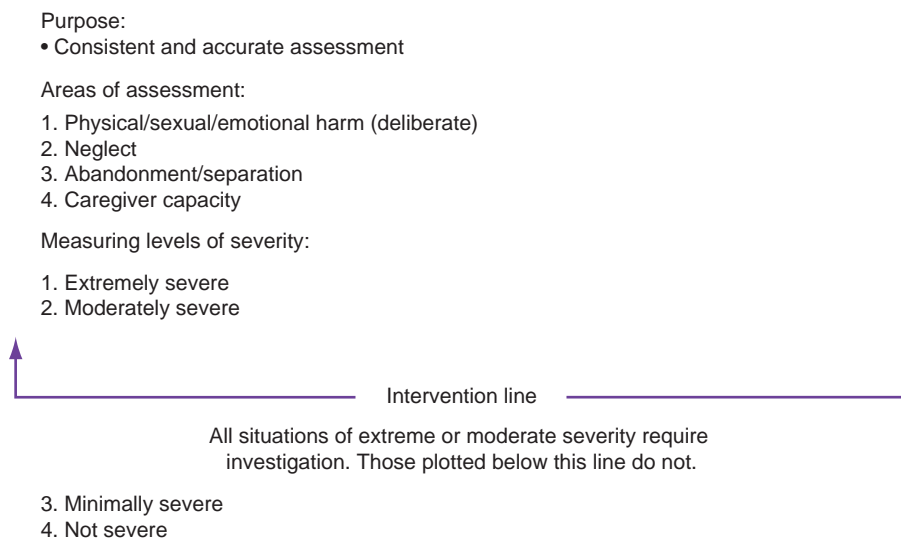 Purpose:
• Consistent and accurate assessment
Areas of assessment:
1. Physical/sexual/emotional harm (deliberate)
2. Neglect
3. Abandonment/separation
4. Caregiver capacity
Measuring levels of severity:
1. Extremely severe
2. Moderately severe
Intervention line
All situations of extreme or moderate severity require
investigation. Those plotted below this line do not.
3. Minimally severe
4. Not severe